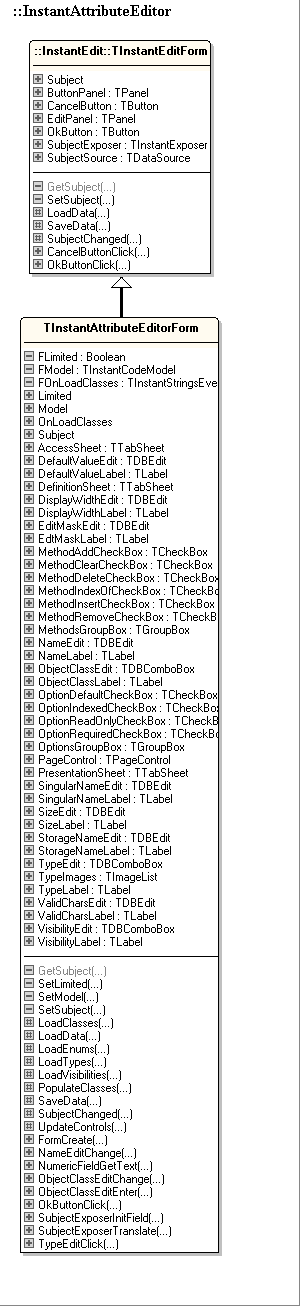 ::InstantAttributeEditor
::InstantEdit::TInstantEditForm
Subject
ButtonPanel : TPanel
CancelButton : TButton
EditPanel : TPanel
OkButton : TButton
SubjectExposer : TInstantExposer
SubjectSource : TDataSource
GetSubject(...)
SetSubject(...)
LoadData(...)
SaveData(...)
SubjectChanged(...)
CancelButtonClick(...)
OkButtonClick(...)
TInstantAttributeEditorForm
FLimited : Boolean
FModel : TInstantCodeModel
FOnLoadClasses : TInstantStringsEve
Limited
Model
OnLoadClasses
Subject
AccessSheet : TTabSheet
DefaultValueEdit : TDBEdit
DefaultValueLabel : TLabel
DefinitionSheet : TTabSheet
DisplayWidthEdit : TDBEdit
DisplayWidthLabel : TLabel
EditMaskEdit : TDBEdit
EdtMaskLabel : TLabel
MethodAddCheckBox : TCheckBox
MethodClearCheckBox : TCheckBox
MethodDeleteCheckBox : TCheckBox
MethodIndexOfCheckBox : TCheckBo
MethodInsertCheckBox : TCheckBox
MethodRemoveCheckBox : TCheckB
MethodsGroupBox : TGroupBox
NameEdit : TDBEdit
NameLabel : TLabel
ObjectClassEdit : TDBComboBox
ObjectClassLabel : TLabel
OptionDefaultCheckBox : TCheckBox
OptionIndexedCheckBox : TCheckBo
OptionReadOnlyCheckBox : TCheckB
OptionRequiredCheckBox : TCheckBo
OptionsGroupBox : TGroupBox
PageControl : TPageControl
PresentationSheet : TTabSheet
SingularNameEdit : TDBEdit
SingularNameLabel : TLabel
SizeEdit : TDBEdit
SizeLabel : TLabel
StorageNameEdit : TDBEdit
StorageNameLabel : TLabel
TypeEdit : TDBComboBox
TypeImages : TImageList
TypeLabel : TLabel
ValidCharsEdit : TDBEdit
ValidCharsLabel : TLabel
VisibilityEdit : TDBComboBox
VisibilityLabel : TLabel
GetSubject(...)
SetLimited(...)
SetModel(...)
SetSubject(...)
LoadClasses(...)
LoadData(...)
LoadEnums(...)
LoadTypes(...)
LoadVisibilities(...)
PopulateClasses(...)
SaveData(...)
SubjectChanged(...)
UpdateControls(...)
FormCreate(...)
NameEditChange(...)
NumericFieldGetText(...)
ObjectClassEditChange(...)
ObjectClassEditEnter(...)
OkButtonClick(...)
SubjectExposerInitField(...)
SubjectExposerTranslate(...)
TypeEditClick(...)